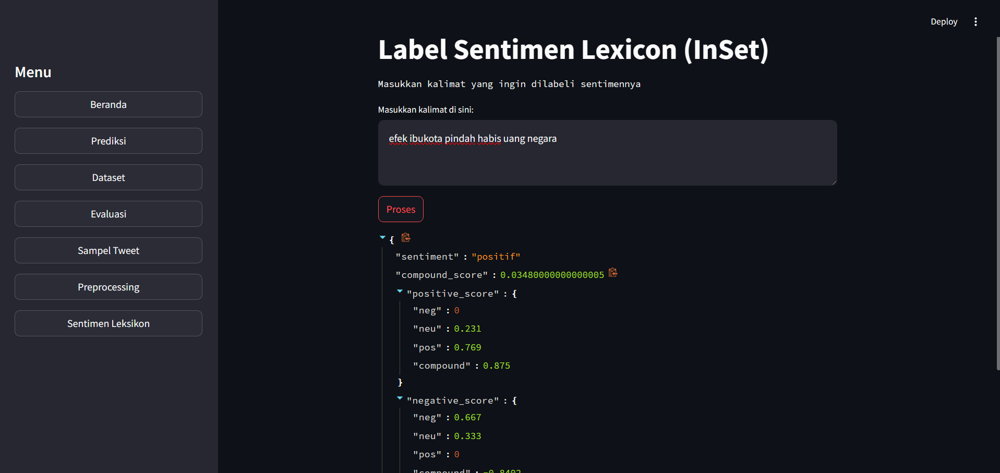 Deploy
Menu
Beranda
Prediksi
Dataset
Evaluasi
Sampel Tweet
Preprocessing
Sentimen Leksikon
Label Sentimen Lexicon (InSet)
Masukkan kalimat yang ingin dilabeli sentimennya
Masukkan kalimat di sini:
efek ibukota pindah habis uang negara
Proses
{
"sentiment" : "positif"
"compound_score" : 0.03480000000000005
"positive_score" : {
"neg" : 0
"neu" : 0.231
"pos" : 0.769
"compound" : 0.875
}
"negative_score" : {
"neg" : 0.667
"neu" : 0.333
"pos" : 0
"compound" : -0.8402